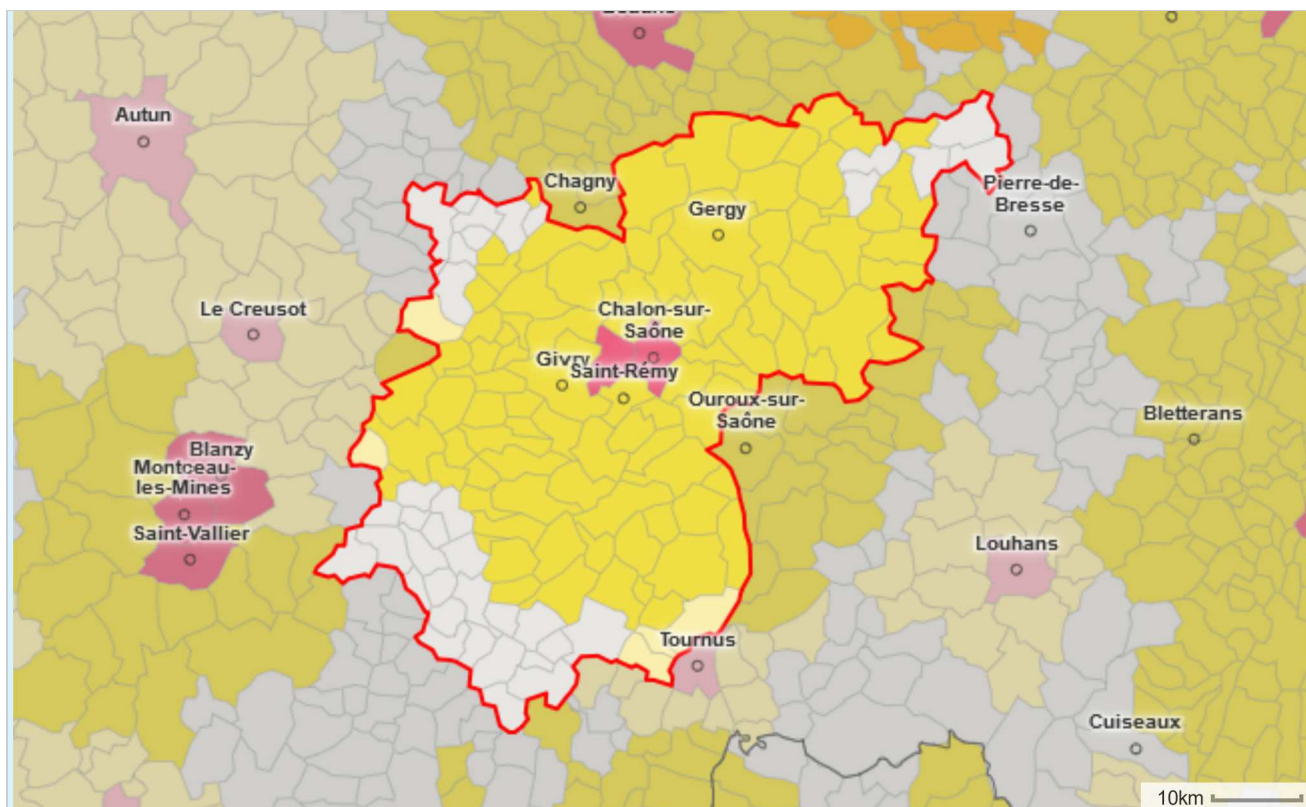 Autun
Chagny
Pierre-de-
Bresse
Gergy
Le Creusot
Chalon-sur-
Saône
Givry
Saint-Rémy
Ouroux-sur-
Saône
Bletterans
Blanzy
Montceau-
les-Mines
Saint-Vallier
Louhans
Tournus
Cuiseaux
10km